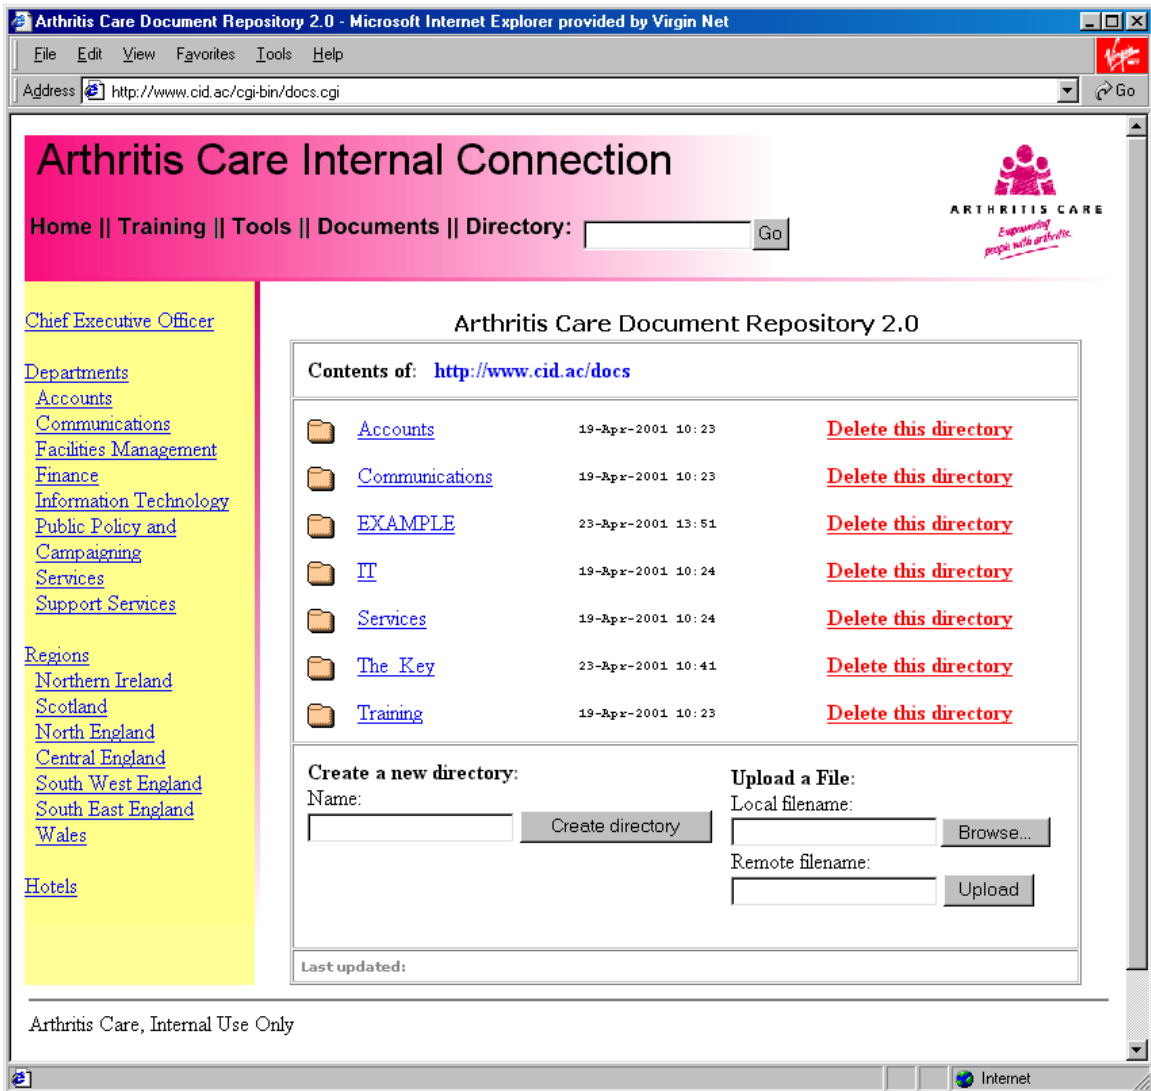 Arthritis Care Document Repository 2.0 - Microsoft Internet Explorer provided by Virgin Net
File Edit View Favorites Tools Help
Virgin NET
Address http://www.cid.ac/cgi-bin/docs.cgi Go
Arthritis Care Internal Connection
Home || Training || Tools || Documents || Directory: Go
ARTHRITIS CARE
Empowering
people with arthritis.
Chief Executive Officer
Departments
Accounts
Communications
Facilities Management
Finance
Information Technology
Public Policy and
Campaigning
Services
Support Services
Regions
Northern Ireland
Scotland
North England
Central England
South West England
South East England
Wales
Hotels
Arthritis Care Document Repository 2.0
Contents of: http://www.cid.ac/docs
Accounts 19-Apr-2001 10:23 Delete this directory
Communications 19-Apr-2001 10:23 Delete this directory
EXAMPLE 23-Apr-2001 13:51 Delete this directory
IT 19-Apr-2001 10:24 Delete this directory
Services 19-Apr-2001 10:24 Delete this directory
The Key 23-Apr-2001 10:41 Delete this directory
Training 19-Apr-2001 10:23 Delete this directory
Create a new directory:
Name:
Create directory
Upload a File:
Local filename:
Browse...
Remote filename:
Upload
Last updated:
Arthritis Care, Internal Use Only
Internet